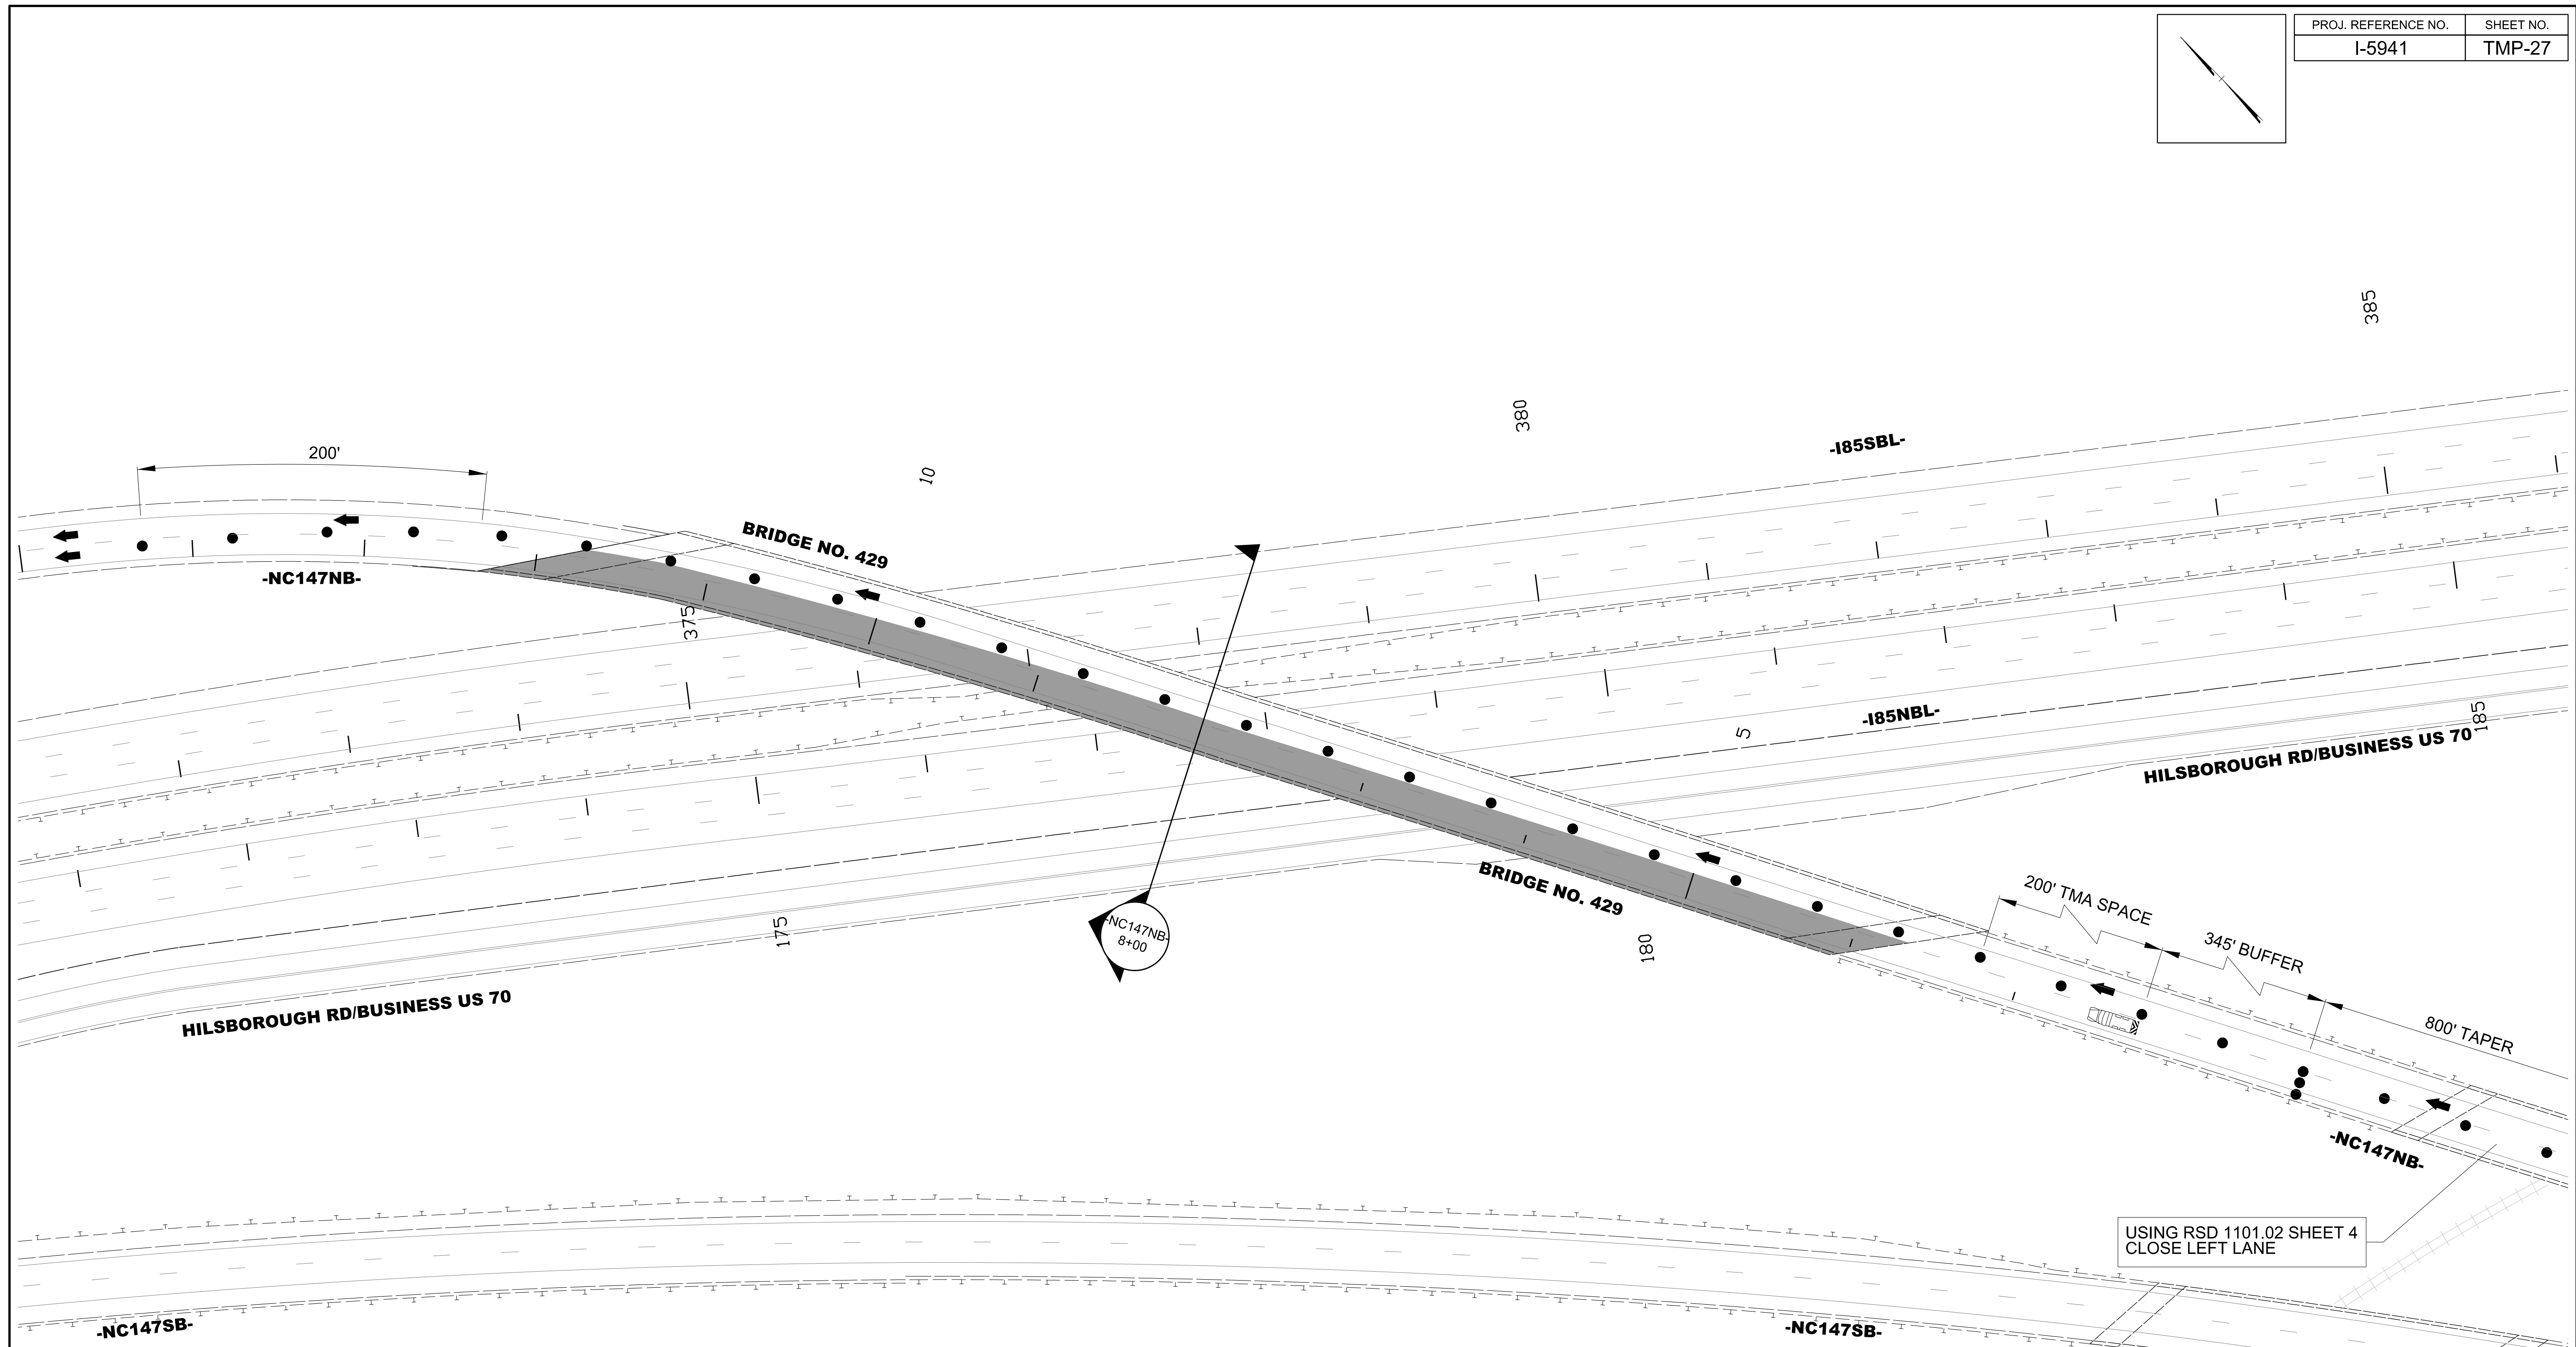 PROJ. REFERENCE NO.
SHEET NO.
I-5941
TMP-27
385
380
-I85SBL-
200'
10
BRIDGE NO. 429
-NC147NB-
375
5
-I85NBL-
185
HILSBOROUGH RD/BUSINESS US 70
BRIDGE NO. 429
200' TMA SPACE
175
-NC147NB-
8+00
180
345' BUFFER
HILSBOROUGH RD/BUSINESS US 70
800' TAPER
-NC147NB-
USING RSD 1101.02 SHEET 4
CLOSE LEFT LANE
-NC147SB-
-NC147SB-